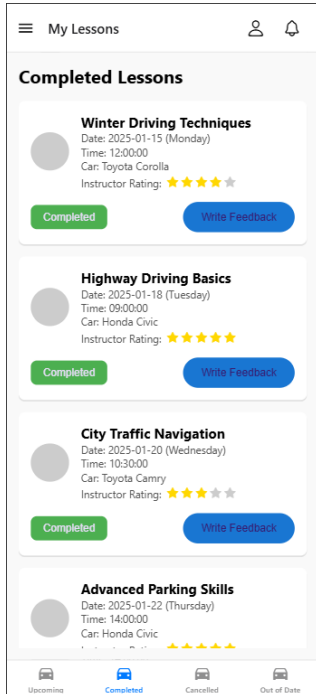 My Lessons
Completed Lessons
Winter Driving Techniques
Date: 2025-01-15 (Monday)
Time: 12:00:00
Car: Toyota Corolla
Instructor Rating:
Completed
Write Feedback
Highway Driving Basics
Date: 2025-01-18 (Tuesday)
Time: 09:00:00
Car: Honda Civic
Instructor Rating:
Completed
Write Feedback
City Traffic Navigation
Date: 2025-01-20 (Wednesday)
Time: 10:30:00
Car: Toyota Camry
Instructor Rating:
Completed
Write Feedback
Advanced Parking Skills
Date: 2025-01-22 (Thursday)
Time: 14:00:00
Car: Honda Civic
Upcoming
Completed
Cancelled
Out of Date